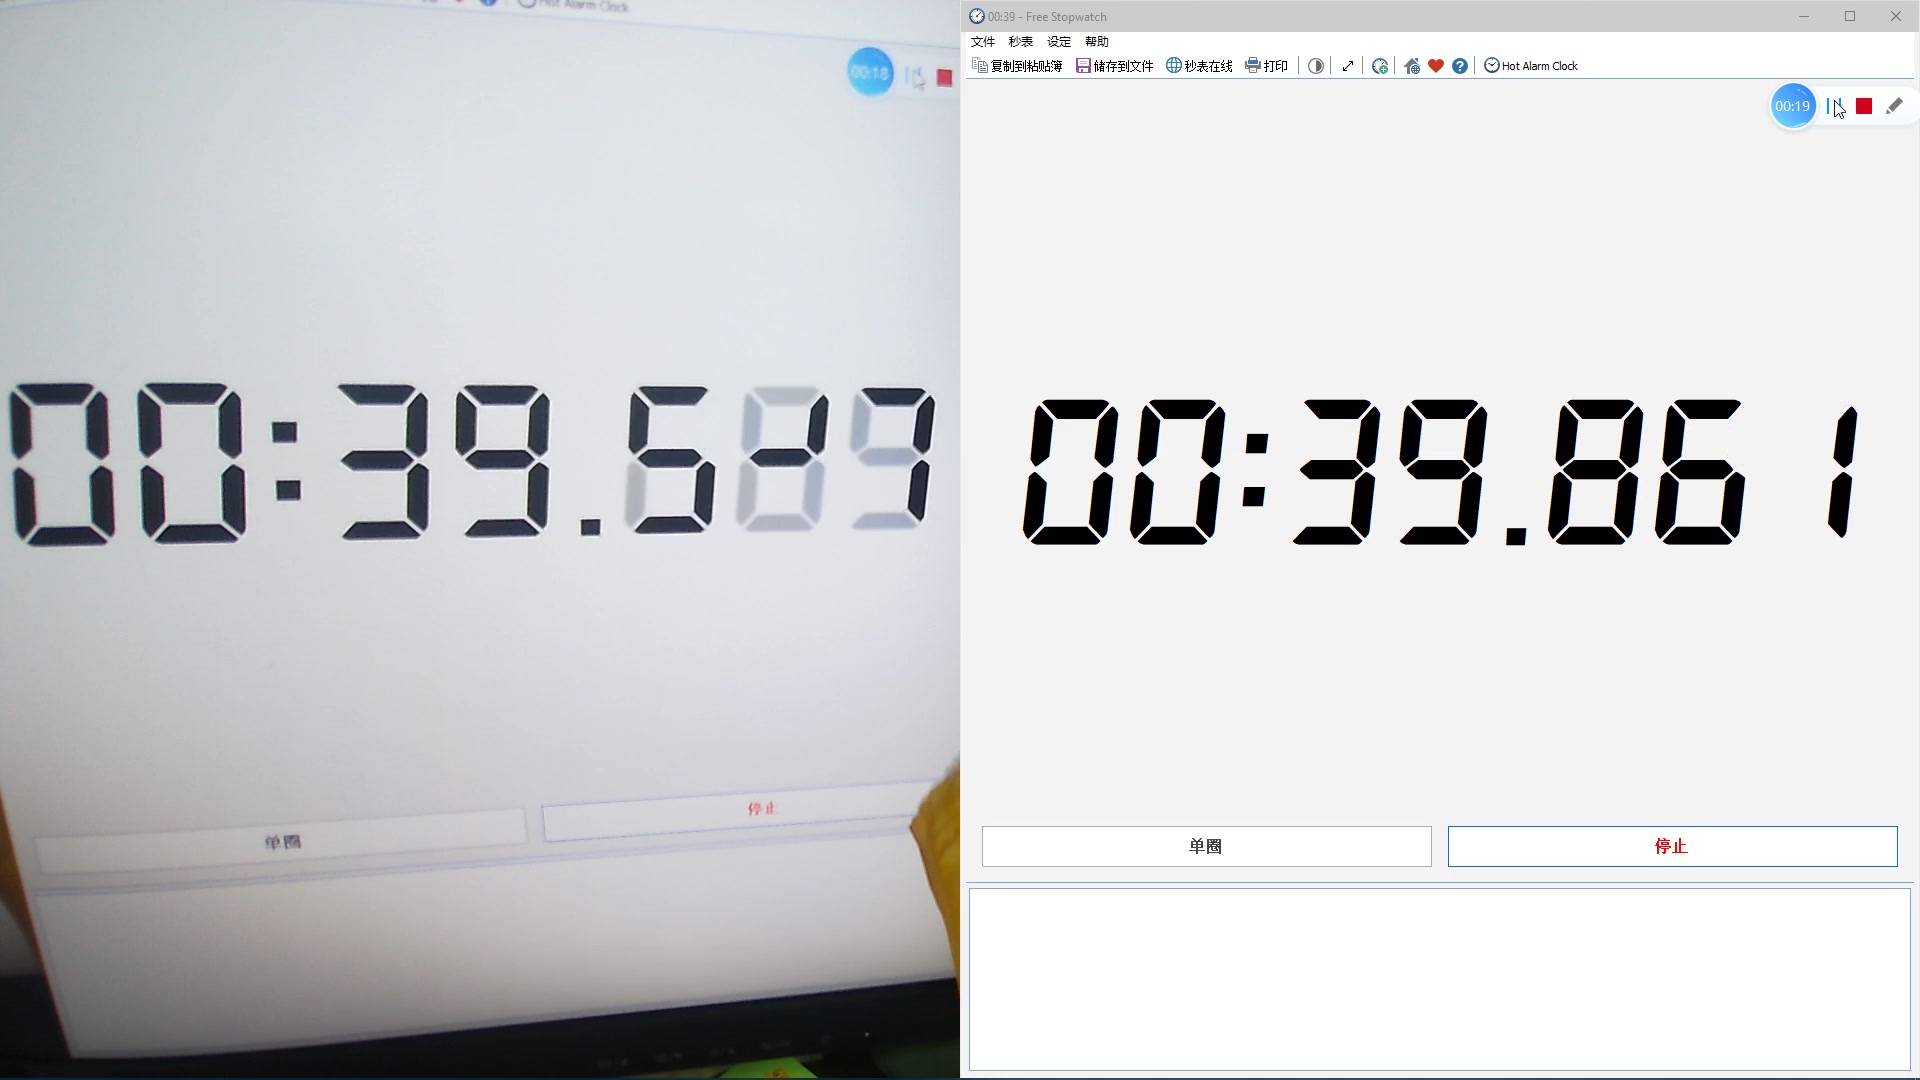 Hot Alarm Clock
00:18
00:39.5
单圈
停止
00:39 - Free Stopwatch
文件 秒表 设定 帮助
复制到粘贴簿 储存到文件 秒表在线 打印 Hot Alarm Clock
00:19
00:39.861
单圈
停止